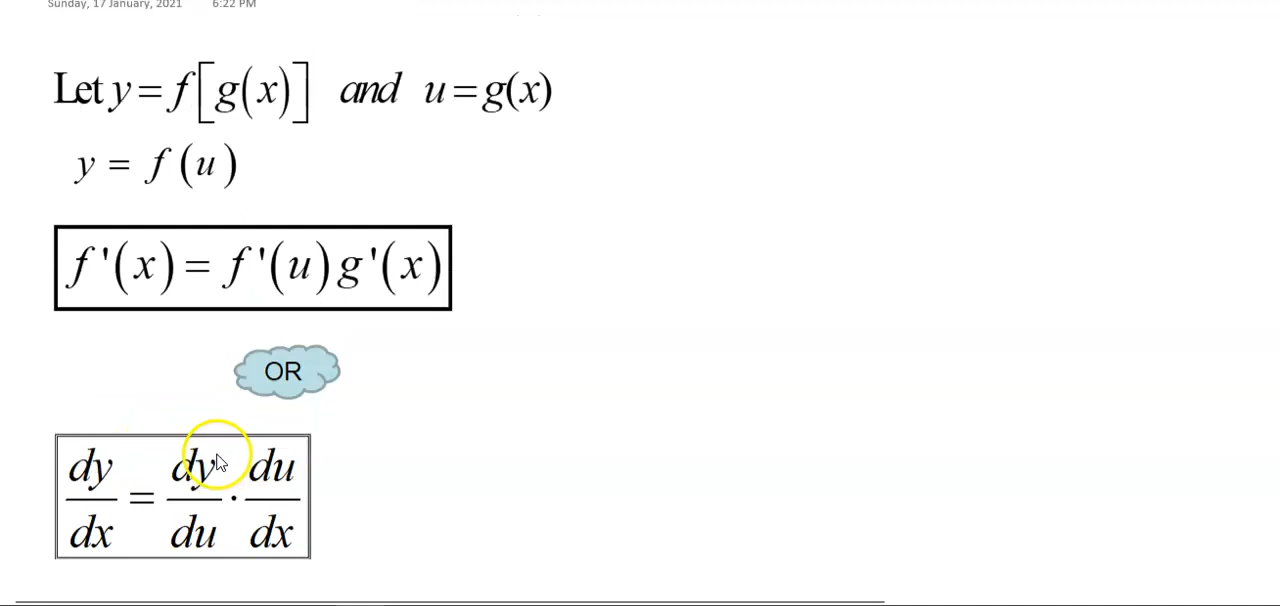 Sunday, 17 January, 2021 6:22 PM
Let y = f[g(x)] and u = g(x)
y = f(u)
f'(x) = f'(u)g'(x)
OR
dy/dx = dy/du · du/dx